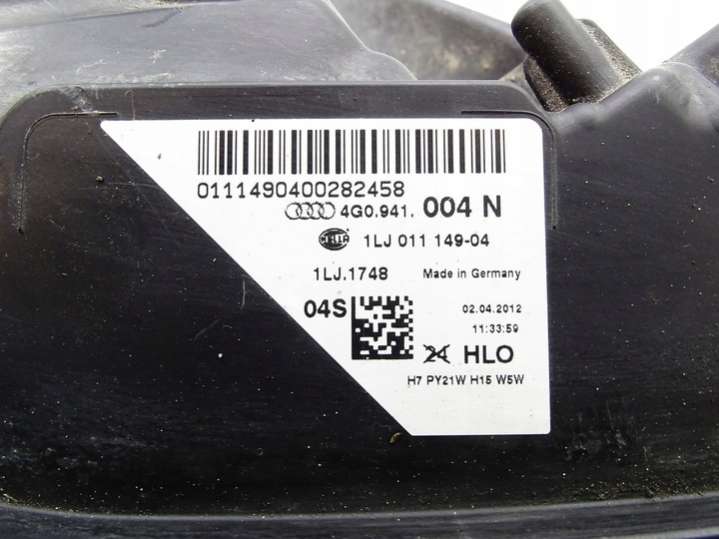 0111490400282458
4G0.941. 004 N
HELLA 1LJ 011 149-04
1LJ.1748 Made in Germany
04S 02.04.2012
11:33:59
24 HLO
H7 PY21W H15 W5W